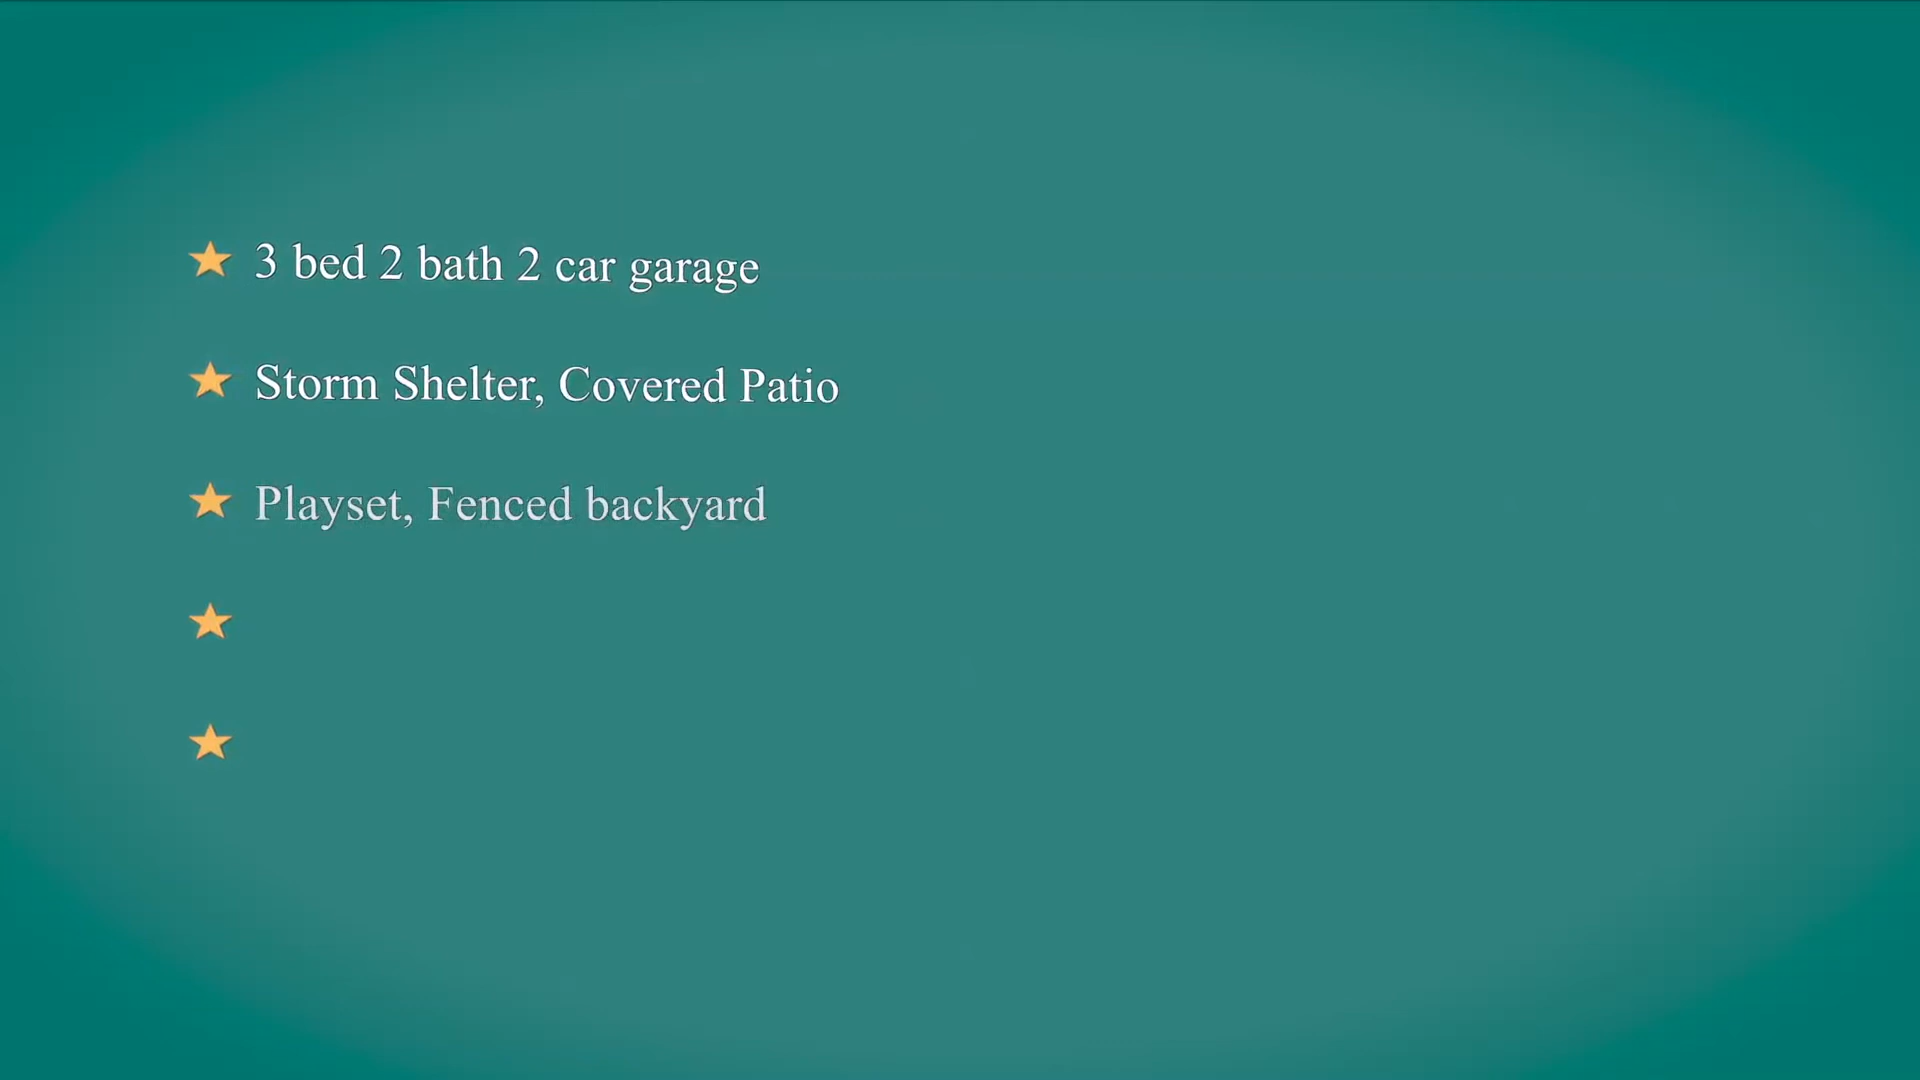 3 bed 2 bath 2 car garage
Storm Shelter, Covered Patio
Playset, Fenced backyard